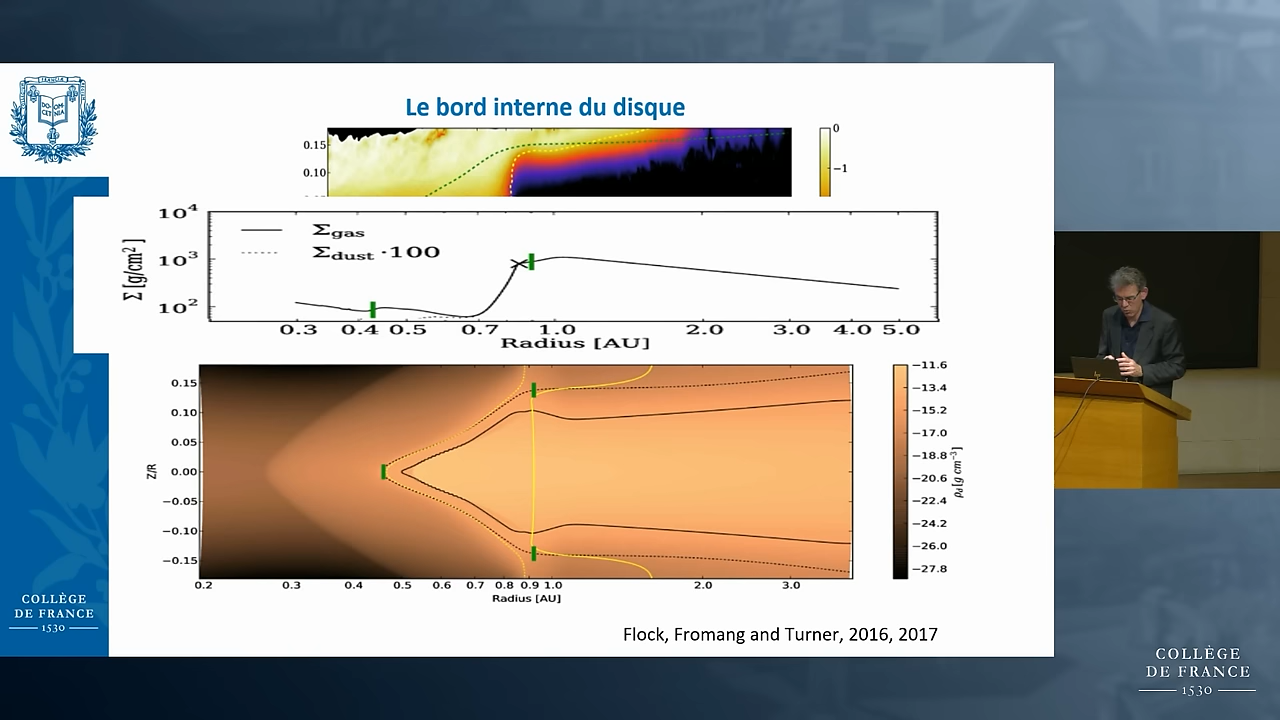 Le bord interne du disque
0.15
0.10
0
−1
10⁴
10³
10²
Σ [g/cm²]
Σgas
Σdust ·100
0.3 0.4 0.5 0.7 1.0 2.0 3.0 4.0 5.0
Radius [AU]
0.15
0.10
0.05
0.00
−0.05
−0.10
−0.15
Z/R
0.2 0.3 0.4 0.5 0.6 0.7 0.8 0.9 1.0 2.0 3.0
Radius [AU]
−11.6
−13.4
−15.2
−17.0
−18.8
−20.6
−22.4
−24.2
−26.0
−27.8
ρd [g cm⁻³]
Flock, Fromang and Turner, 2016, 2017
COLLÈGE
DE FRANCE
1530
COLLÈGE
DE FRANCE
1530